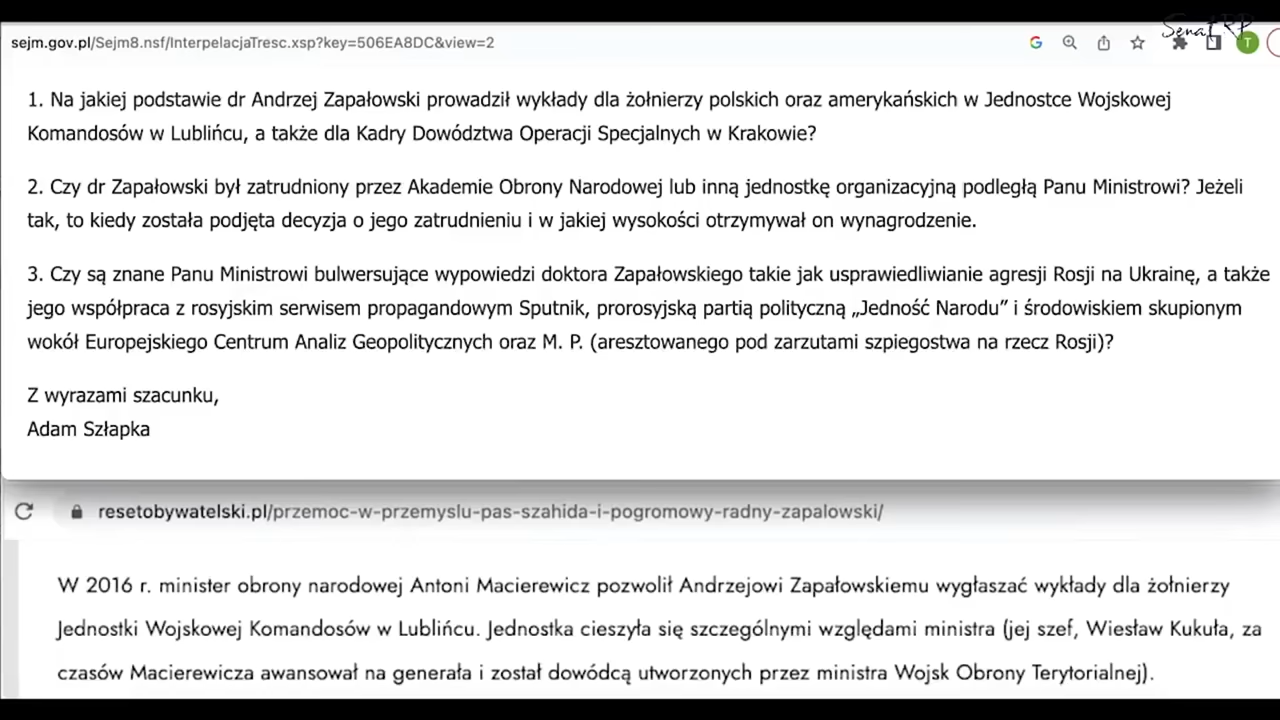 Senat RP
sejm.gov.pl/Sejm8.nsf/InterpelacjaTresc.xsp?key=506EA8DC&view=2
G
T
1. Na jakiej podstawie dr Andrzej Zapałowski prowadził wykłady dla żołnierzy polskich oraz amerykańskich w Jednostce Wojskowej
Komandosów w Lublińcu, a także dla Kadry Dowództwa Operacji Specjalnych w Krakowie?
2. Czy dr Zapałowski był zatrudniony przez Akademie Obrony Narodowej lub inną jednostkę organizacyjną podległą Panu Ministrowi? Jeżeli
tak, to kiedy została podjęta decyzja o jego zatrudnieniu i w jakiej wysokości otrzymywał on wynagrodzenie.
3. Czy są znane Panu Ministrowi bulwersujące wypowiedzi doktora Zapałowskiego takie jak usprawiedliwianie agresji Rosji na Ukrainę, a także
jego współpraca z rosyjskim serwisem propagandowym Sputnik, prorosyjską partią polityczną „Jedność Narodu” i środowiskiem skupionym
wokół Europejskiego Centrum Analiz Geopolitycznych oraz M. P. (aresztowanego pod zarzutami szpiegostwa na rzecz Rosji)?
Z wyrazami szacunku,
Adam Szłapka
resetobywatelski.pl/przemoc-w-przemyslu-pas-szahida-i-pogromowy-radny-zapalowski/
W 2016 r. minister obrony narodowej Antoni Macierewicz pozwolił Andrzejowi Zapałowskiemu wygłaszać wykłady dla żołnierzy
Jednostki Wojskowej Komandosów w Lublińcu. Jednostka cieszyła się szczególnymi względami ministra (jej szef, Wiesław Kukuła, za
czasów Macierewicza awansował na generała i został dowódcą utworzonych przez ministra Wojsk Obrony Terytorialnej).